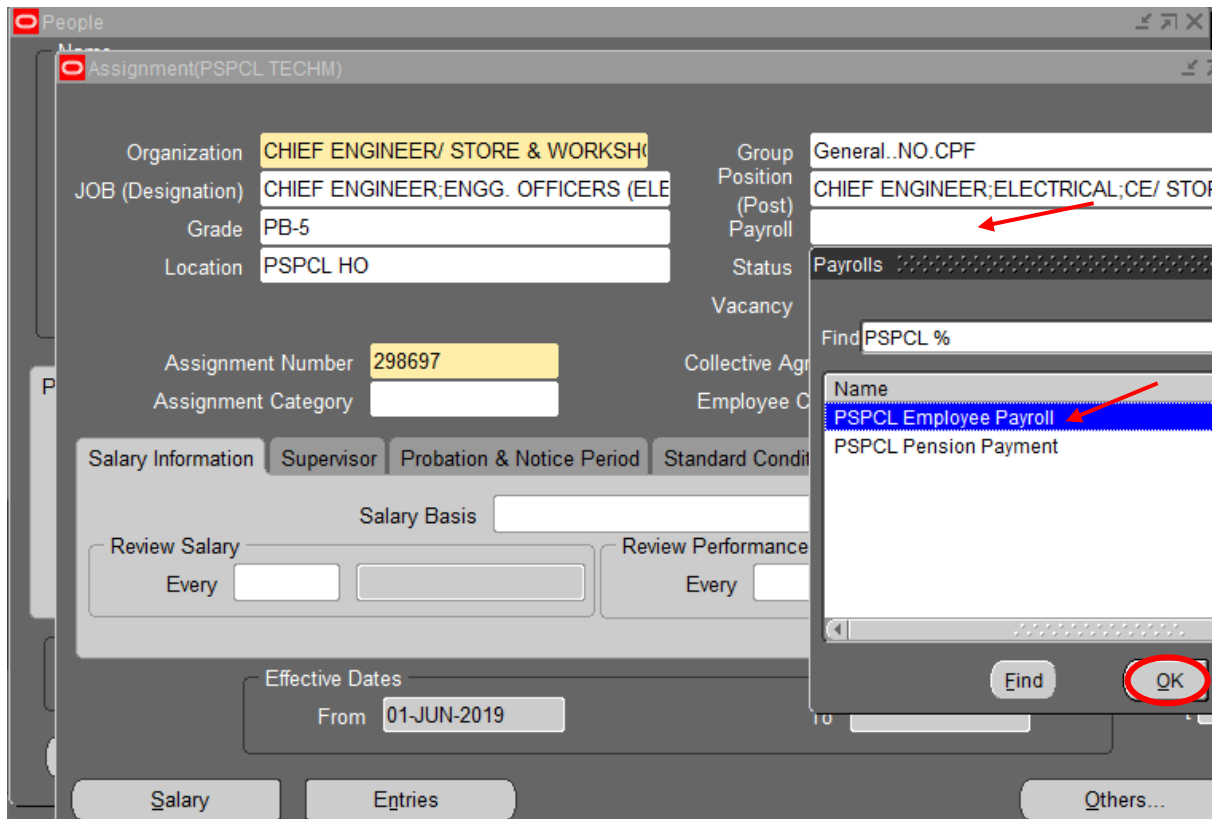 People
Name
Assignment(PSPCL TECHM)
Organization CHIEF ENGINEER/ STORE & WORKSH Group General..NO.CPF
JOB (Designation) CHIEF ENGINEER;ENGG. OFFICERS (ELE Position (Post) CHIEF ENGINEER;ELECTRICAL;CE/ STOR
Grade PB-5 Payroll
Location PSPCL HO Status
Vacancy
Payrolls
Find PSPCL %
Name
PSPCL Employee Payroll
PSPCL Pension Payment
Find OK
Assignment Number 298697 Collective Agr
Assignment Category Employee C
P
Salary Information Supervisor Probation & Notice Period Standard Condit
Salary Basis
Review Salary Review Performance
Every Every
Effective Dates
From 01-JUN-2019 To
Salary Entries Others...